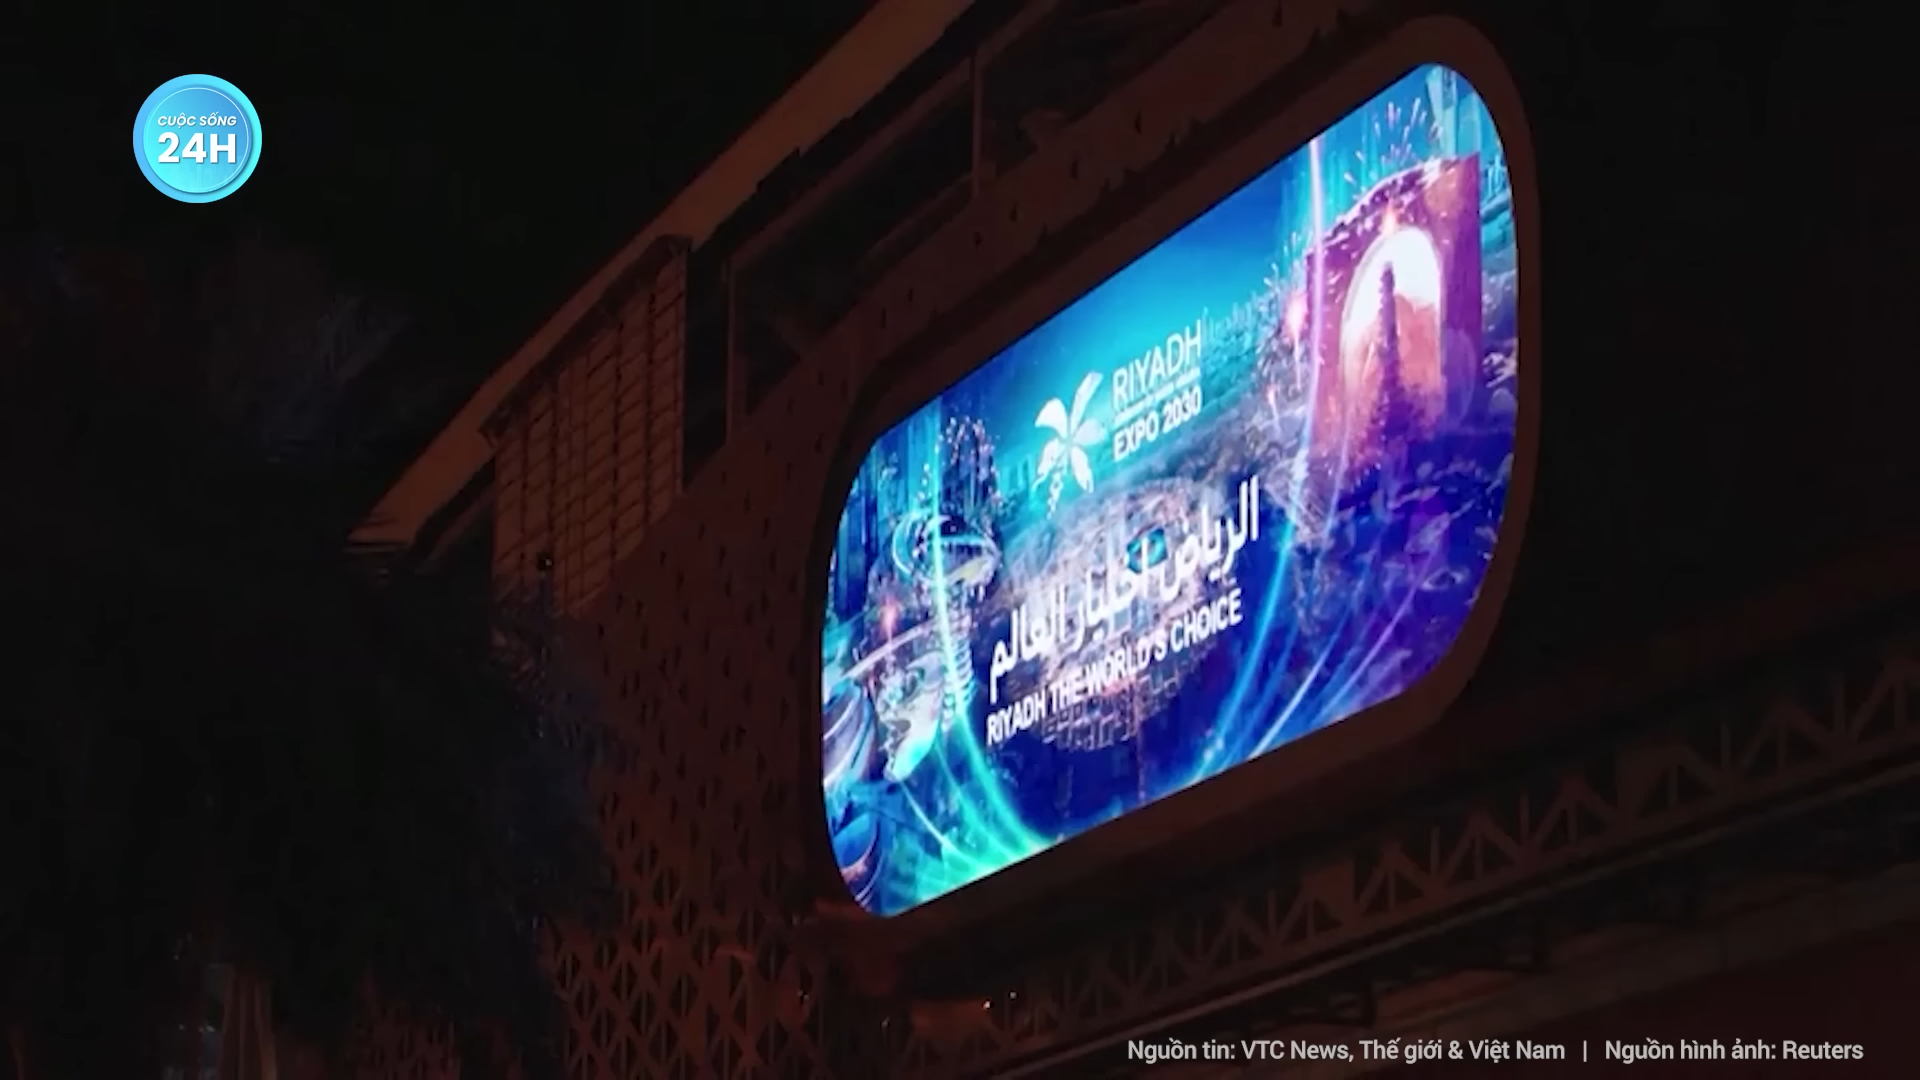 CUỘC SỐNG
24H
RIYADH
EXPO 2030
الرياض اختيار العالم
RIYADH THE WORLD'S CHOICE
Nguồn tin: VTC News, Thế giới & Việt Nam | Nguồn hình ảnh: Reuters